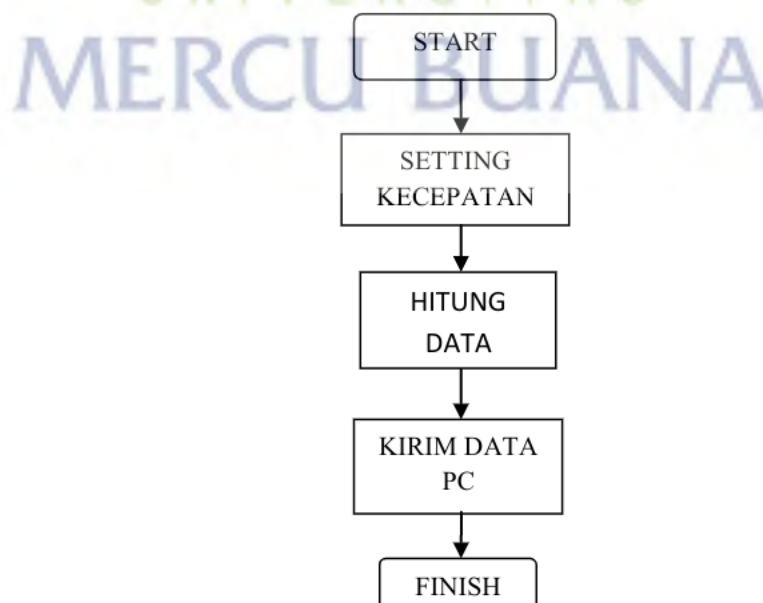 MERCU BUANA
START
SETTING
KECEPATAN
HITUNG
DATA
KIRIM DATA
PC
FINISH